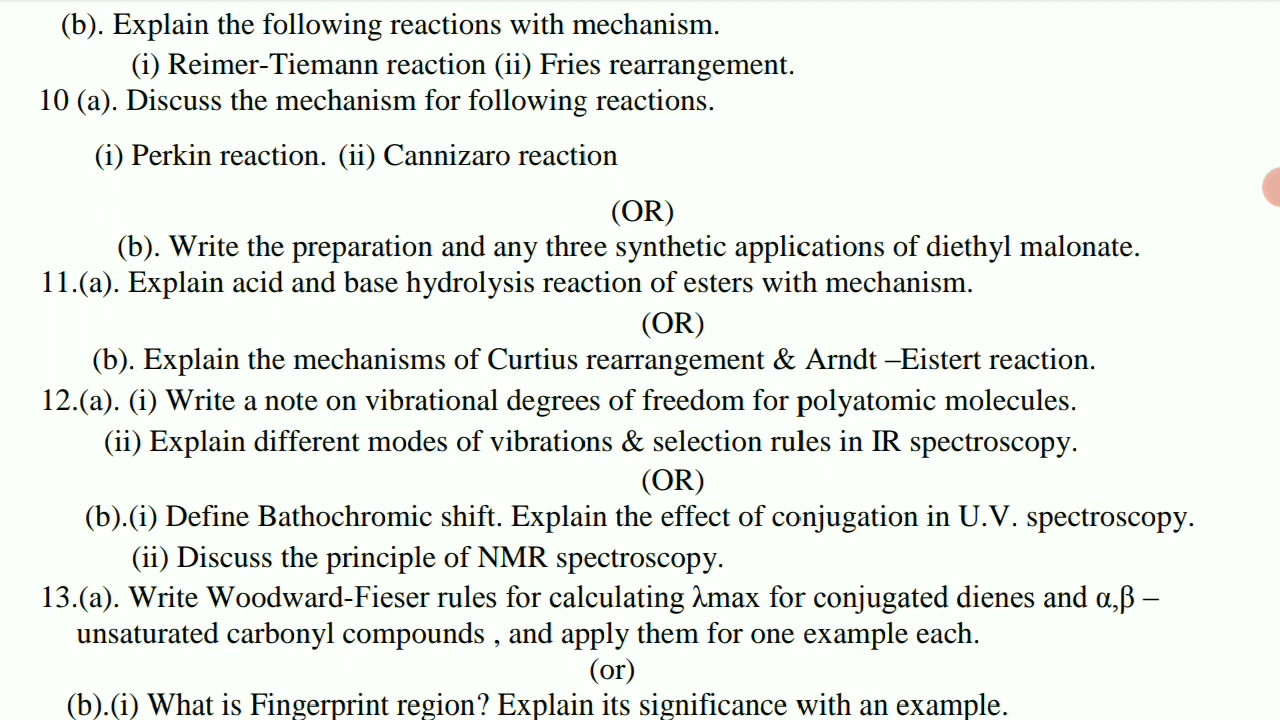 (b). Explain the following reactions with mechanism.
(i) Reimer-Tiemann reaction (ii) Fries rearrangement.
10 (a). Discuss the mechanism for following reactions.
(i) Perkin reaction. (ii) Cannizaro reaction
(OR)
(b). Write the preparation and any three synthetic applications of diethyl malonate.
11.(a). Explain acid and base hydrolysis reaction of esters with mechanism.
(OR)
(b). Explain the mechanisms of Curtius rearrangement & Arndt –Eistert reaction.
12.(a). (i) Write a note on vibrational degrees of freedom for polyatomic molecules.
(ii) Explain different modes of vibrations & selection rules in IR spectroscopy.
(OR)
(b).(i) Define Bathochromic shift. Explain the effect of conjugation in U.V. spectroscopy.
(ii) Discuss the principle of NMR spectroscopy.
13.(a). Write Woodward-Fieser rules for calculating λmax for conjugated dienes and α,β –
unsaturated carbonyl compounds , and apply them for one example each.
(or)
(b).(i) What is Fingerprint region? Explain its significance with an example.